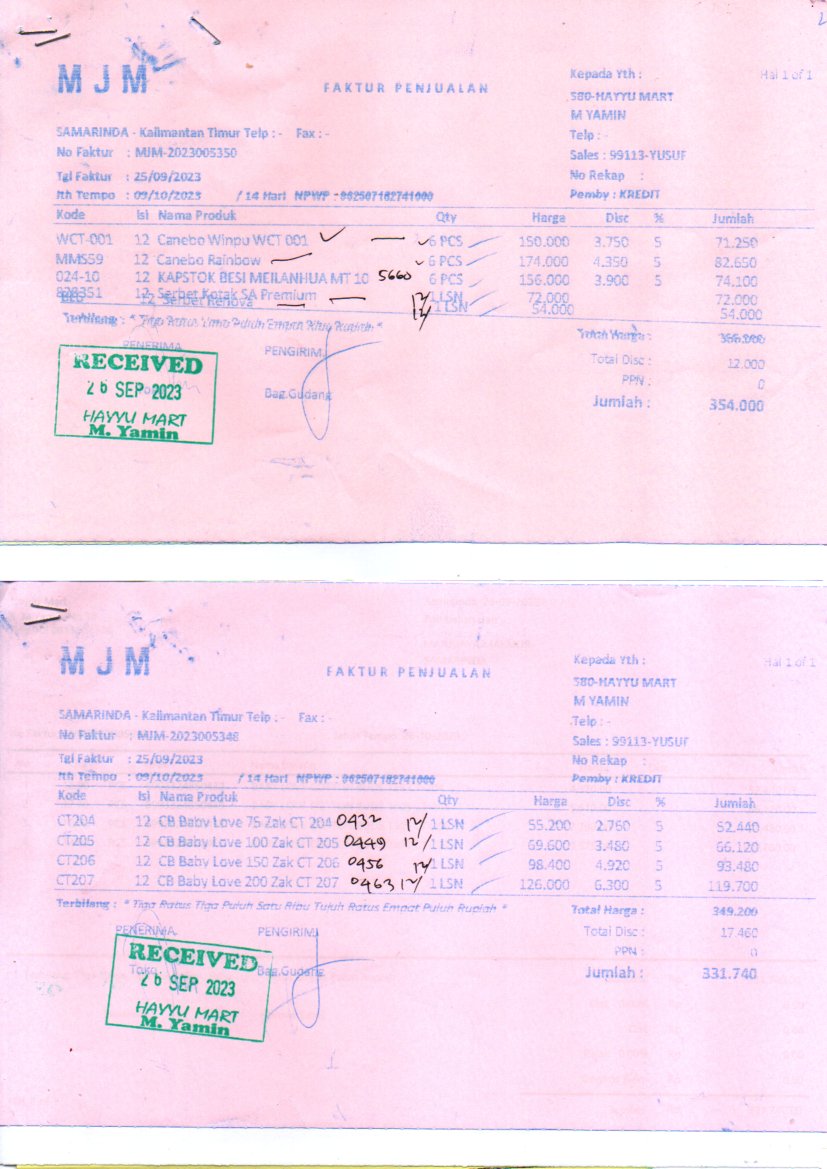 MJM
FAKTUR PENJUALAN
Kepada Yth :
Hal 1 of 1
580-HAYYU MART
M YAMIN
SAMARINDA - Kalimantan Timur Telp : - Fax : -
Telp : -
No Faktur : MJM-2023005350
Sales : 99113-YUSUF
Tgl Faktur : 25/09/2023
No Rekap :
Jth Tempo : 09/10/2023 / 14 Hari NPWP : 862507182741000
Pemby : KREDIT
Kode Isi Nama Produk Qty Harga Disc % Jumlah
WCT-001 12 Canebo Winpu WCT 001 6 PCS 150.000 3.750 5 71.250
MMS59 12 Canebo Rainbow 6 PCS 174.000 4.350 5 82.650
024-10 12 KAPSTOK BESI MEILANHUA MT 10 5660 6 PCS 156.000 3.900 5 74.100
828351 12 Serbet Kotak SA Premium 12/ 1 LSN 72.000 72.000
12 Serbet Renova 12/ 1 LSN 54.000 54.000
Terbilang : * Tiga Ratus Lima Puluh Empat Ribu Rupiah *
Total Harga : 366.000
PENERIMA
PENGIRIM
Total Disc : 12.000
RECEIVED
PPN : 0
26 SEP 2023
Bag.Gudang
Jumlah : 354.000
HAYYU MART
M. Yamin
MJM
FAKTUR PENJUALAN
Kepada Yth :
Hal 1 of 1
580-HAYYU MART
M YAMIN
SAMARINDA - Kalimantan Timur Telp : - Fax : -
Telp : -
No Faktur : MJM-2023005348
Sales : 99113-YUSUF
Tgl Faktur : 25/09/2023
No Rekap :
Jth Tempo : 09/10/2023 / 14 Hari NPWP : 862507182741000
Pemby : KREDIT
Kode Isi Nama Produk Qty Harga Disc % Jumlah
CT204 12 CB Baby Love 75 Zak CT 204 0432 12/ 1 LSN 55.200 2.760 5 52.440
CT205 12 CB Baby Love 100 Zak CT 205 0449 12/ 1 LSN 69.600 3.480 5 66.120
CT206 12 CB Baby Love 150 Zak CT 206 0456 12/ 1 LSN 98.400 4.920 5 93.480
CT207 12 CB Baby Love 200 Zak CT 207 0463 12/ 1 LSN 126.000 6.300 5 119.700
Terbilang : * Tiga Ratus Tiga Puluh Satu Ribu Tujuh Ratus Empat Puluh Rupiah *
Total Harga : 349.200
PENERIMA
PENGIRIM
Total Disc : 17.460
PPN : 0
RECEIVED
Toko
Bag.Gudang
Jumlah : 331.740
26 SEP 2023
HAYYU MART
M. Yamin